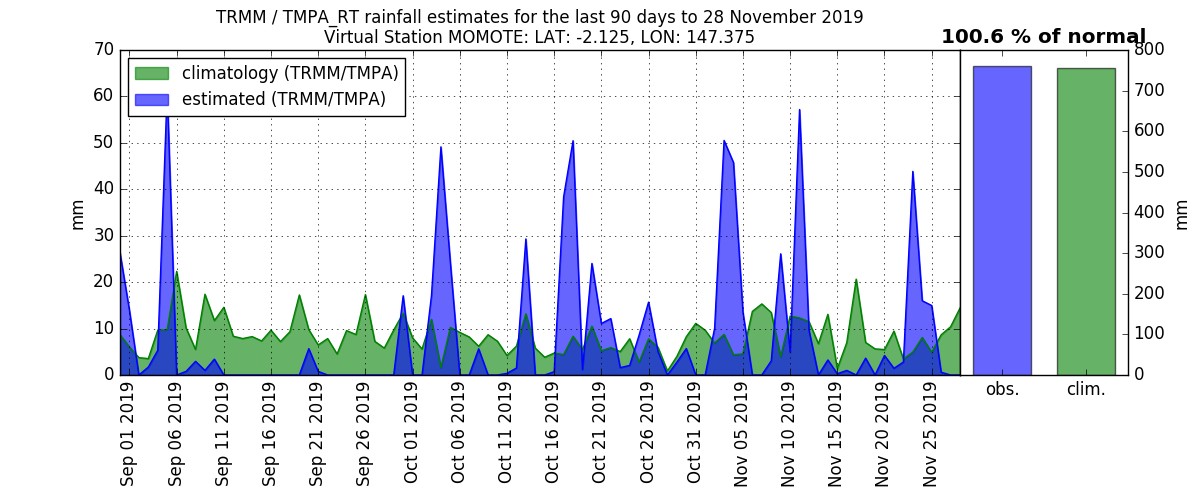 TRMM / TMPA_RT rainfall estimates for the last 90 days to 28 November 2019
Virtual Station MOMOTE: LAT: -2.125, LON: 147.375
100.6 % of normal
climatology (TRMM/TMPA)
estimated (TRMM/TMPA)
70
60
50
40
30
20
10
0
mm
Sep 01 2019
Sep 06 2019
Sep 11 2019
Sep 16 2019
Sep 21 2019
Sep 26 2019
Oct 01 2019
Oct 06 2019
Oct 11 2019
Oct 16 2019
Oct 21 2019
Oct 26 2019
Oct 31 2019
Nov 05 2019
Nov 10 2019
Nov 15 2019
Nov 20 2019
Nov 25 2019
obs.
clim.
800
700
600
500
400
300
200
100
0
mm